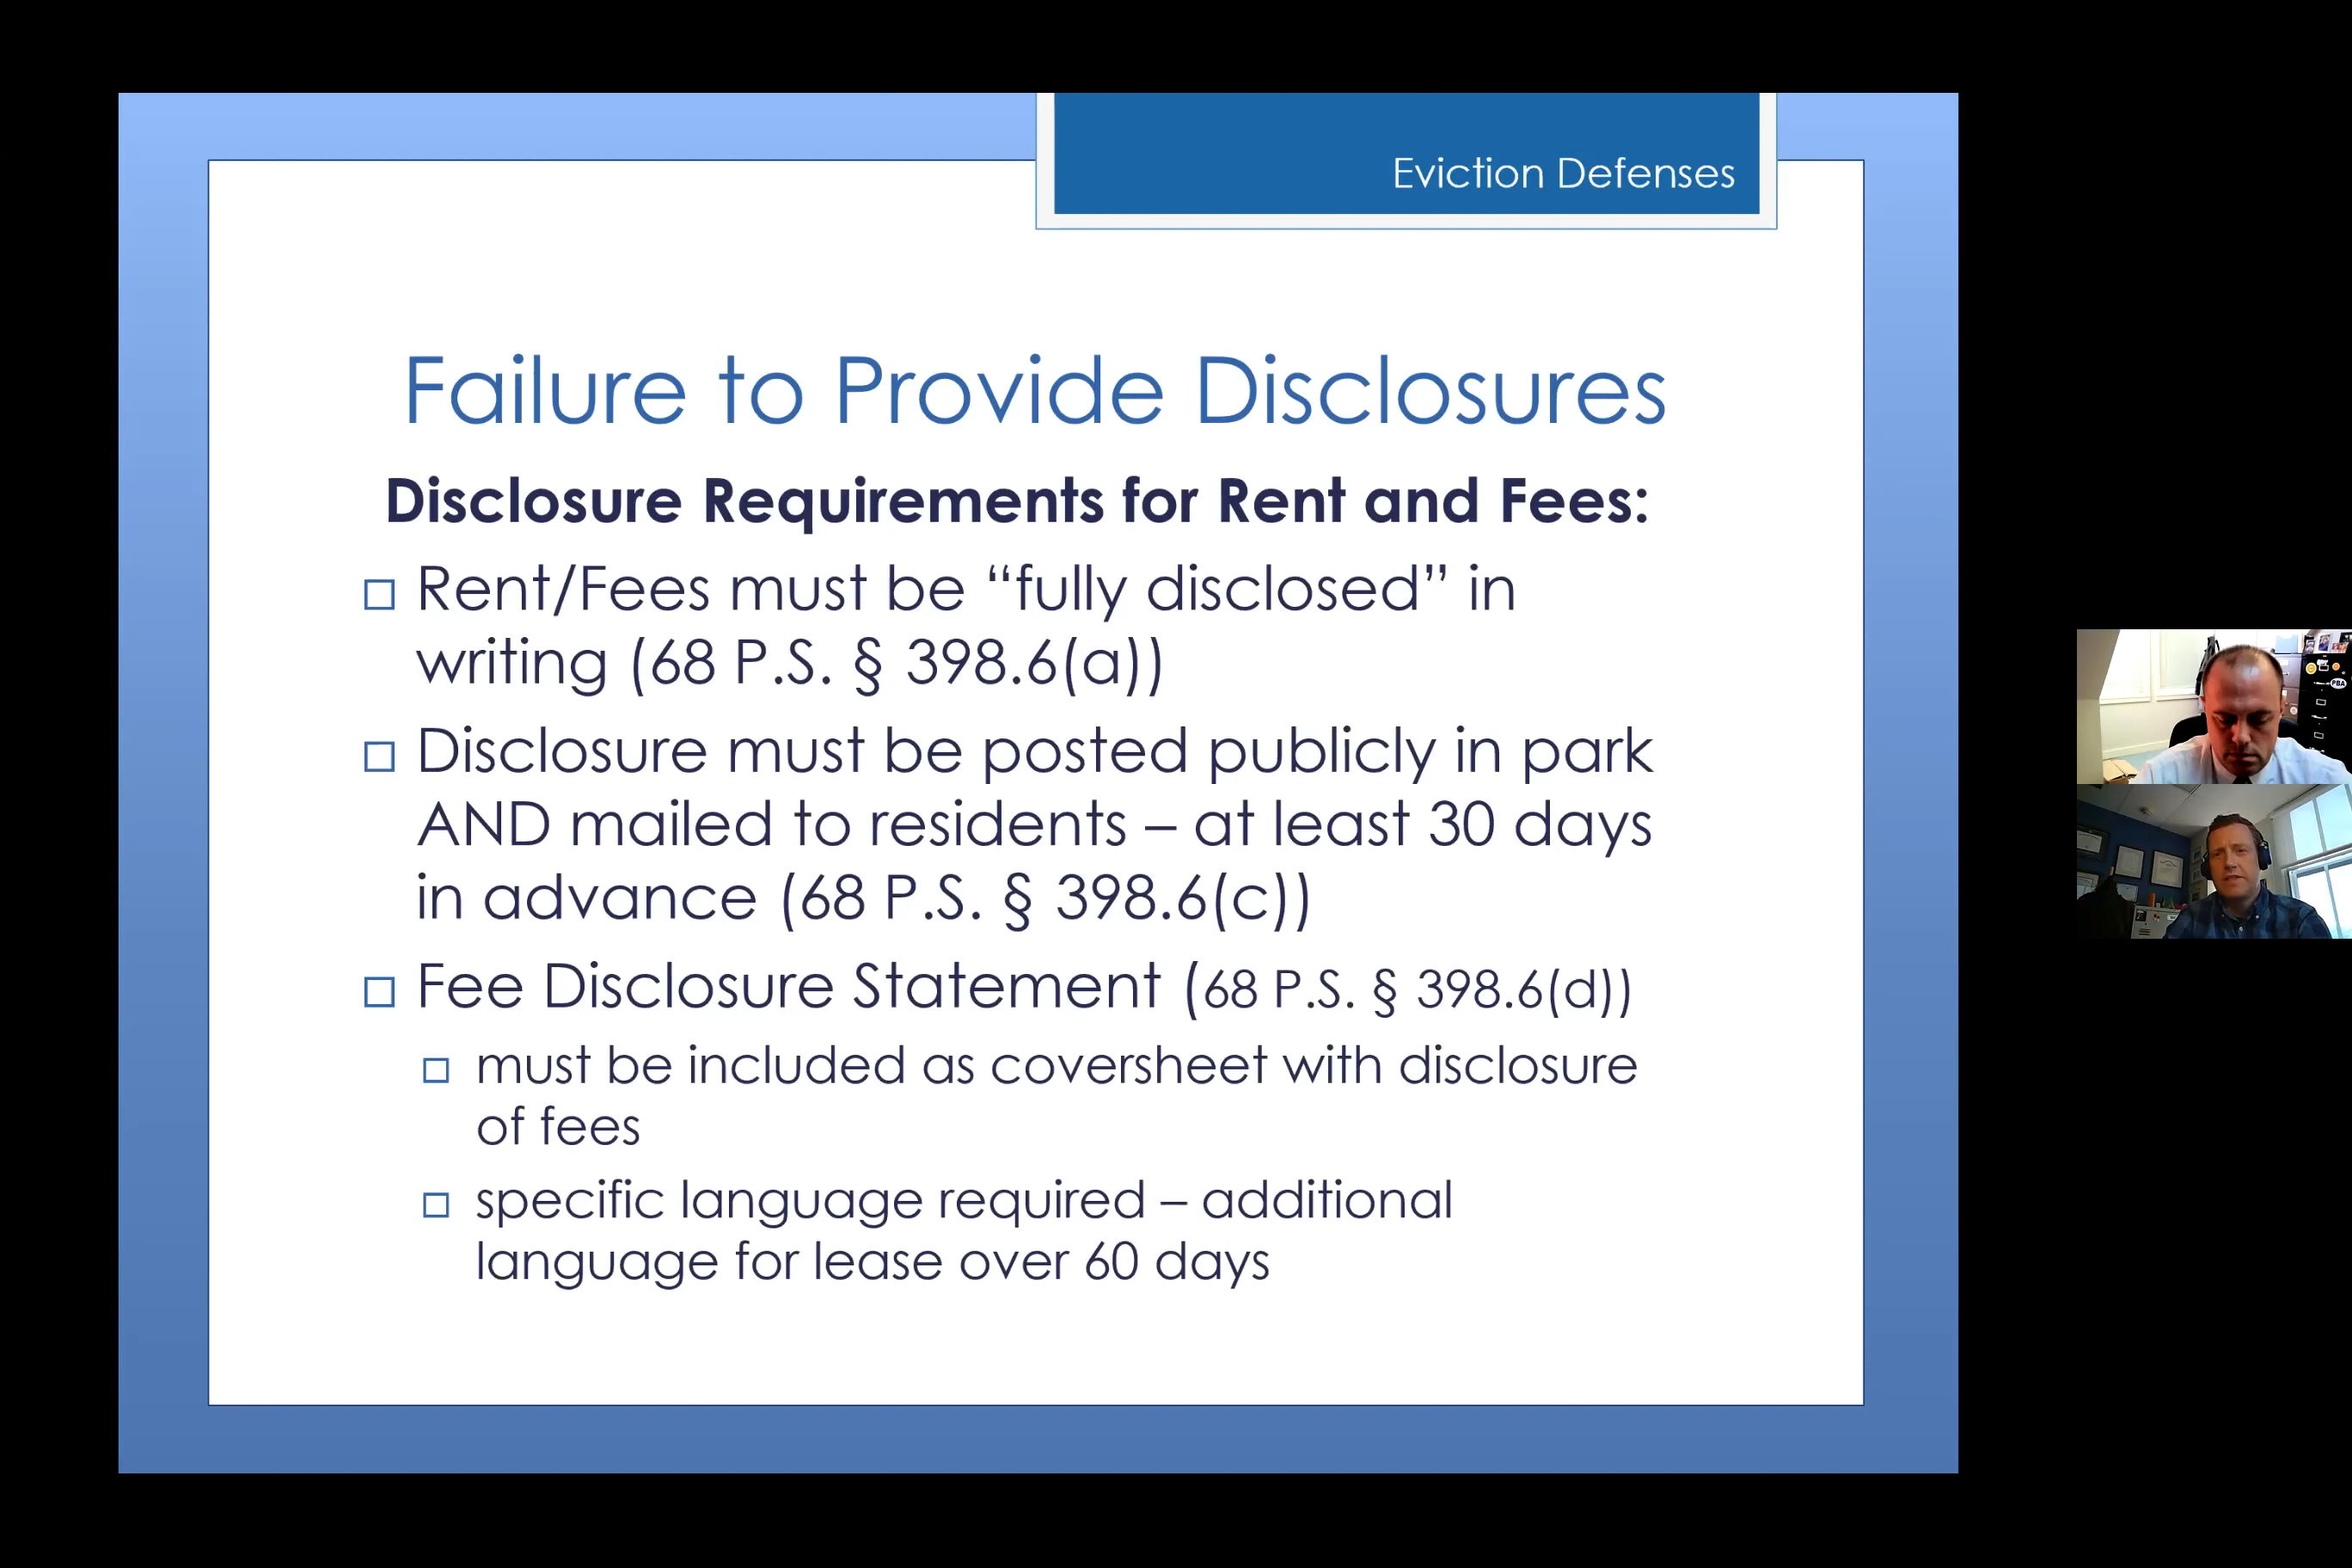 Eviction Defenses
Failure to Provide Disclosures
Disclosure Requirements for Rent and Fees:
Rent/Fees must be “fully disclosed” in
writing (68 P.S. § 398.6(a))
Disclosure must be posted publicly in park
AND mailed to residents – at least 30 days
in advance (68 P.S. § 398.6(c))
Fee Disclosure Statement (68 P.S. § 398.6(d))
must be included as coversheet with disclosure
of fees
specific language required – additional
language for lease over 60 days
PBA